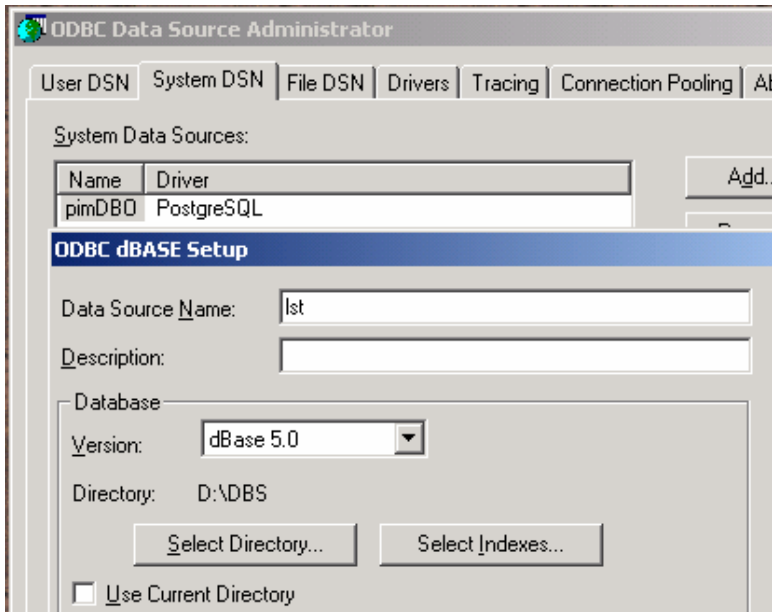 ODBC Data Source Administrator
User DSN System DSN File DSN Drivers Tracing Connection Pooling
System Data Sources:
Name Driver Add..
pimDB0 PostgreSQL
ODBC dBASE Setup
Data Source Name: lst
Description:
Database
Version: dBase 5.0
Directory: D:\DBS
Select Directory... Select Indexes...
Use Current Directory